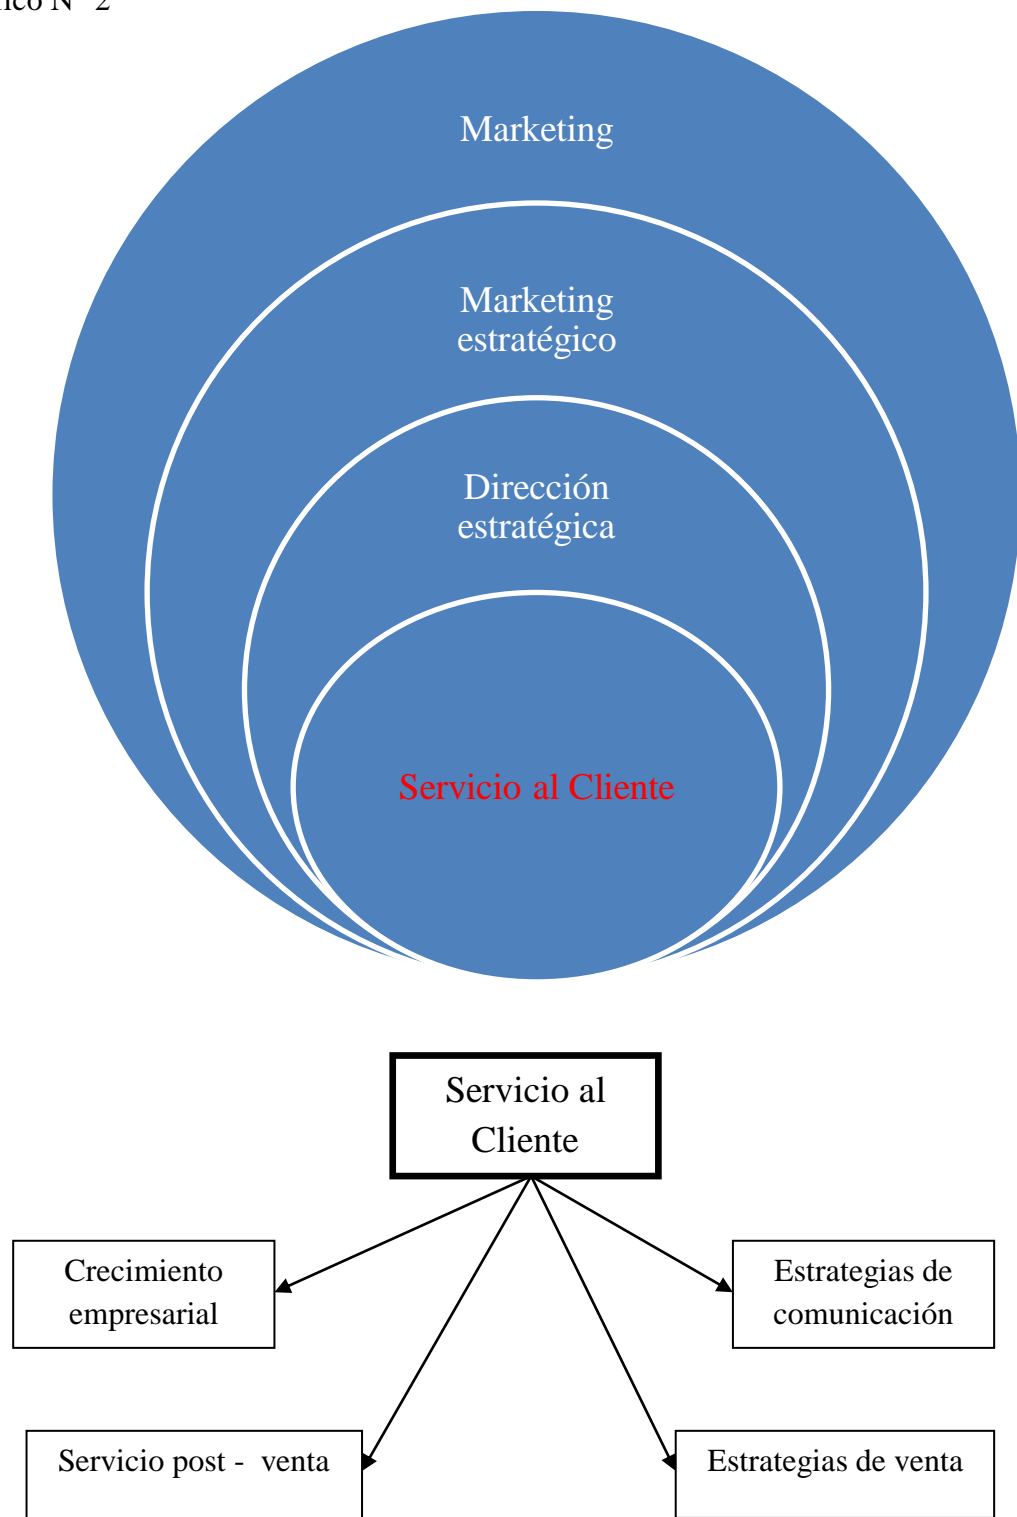 N° 2
Marketing
Marketing
estratégico
Dirección
estratégica
Servicio al Cliente
Servicio al
Cliente
Crecimiento
empresarial
Estrategias de
comunicación
Servicio post - venta
Estrategias de venta